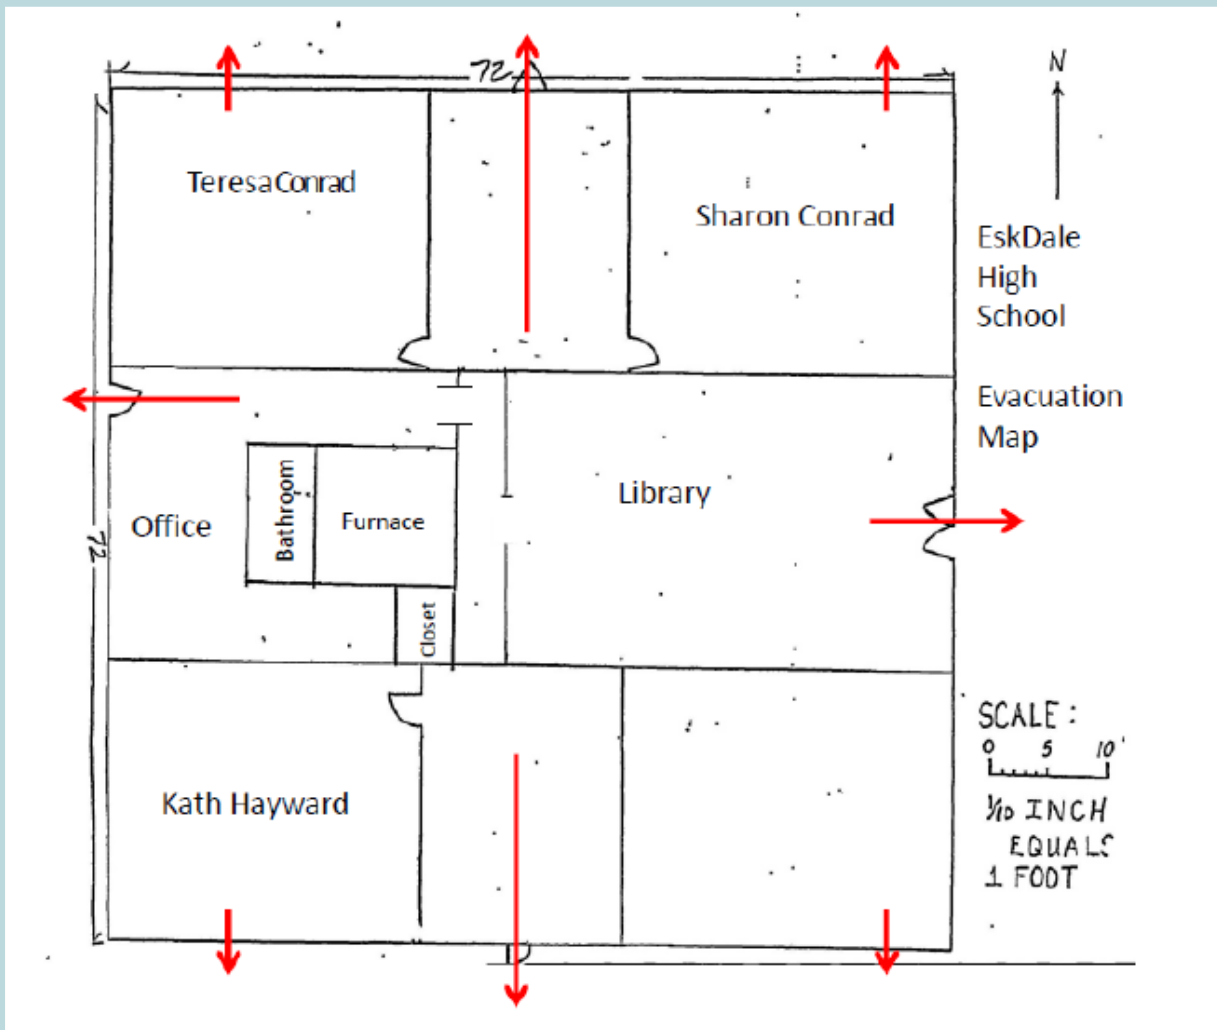 72
N
TeresaConrad
Sharon Conrad
EskDale
High
School
Evacuation
Map
Library
Office
Bathroom
Furnace
72
Closet
SCALE :
0 5 10'
1/10 INCH
EQUALS
1 FOOT
Kath Hayward